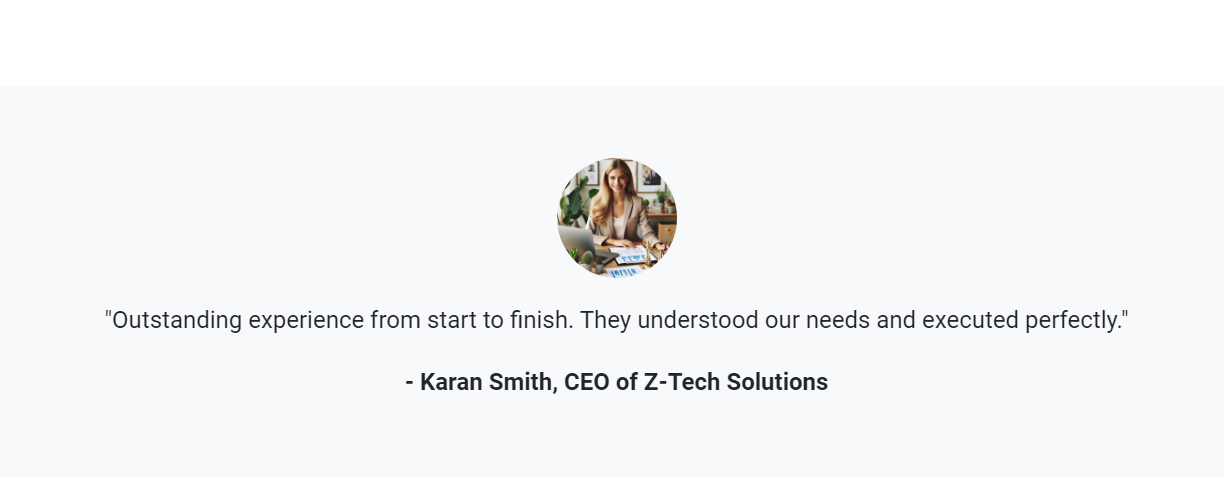 "Outstanding experience from start to finish. They understood our needs and executed perfectly."
- Karan Smith, CEO of Z-Tech Solutions